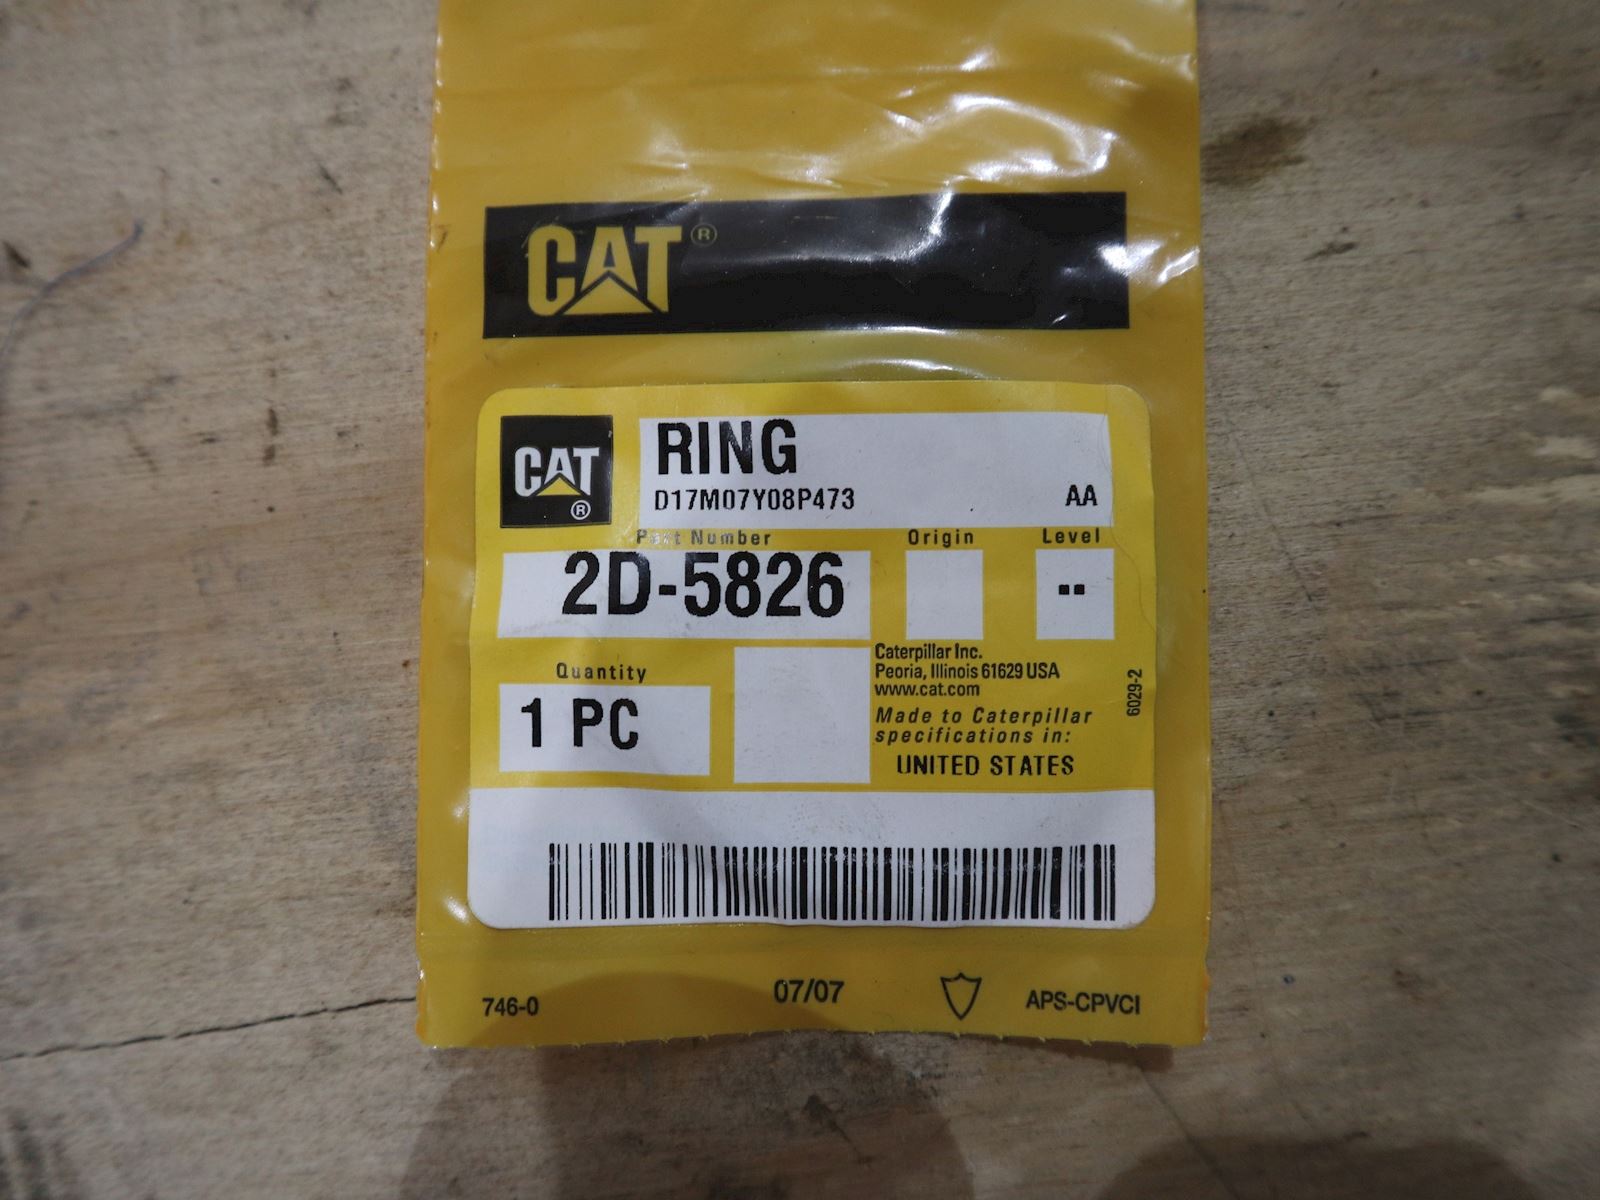 CAT®
CAT®
RING
D17M07Y08P473 AA
Part Number Origin Level
2D-5826 --
Quantity
1 PC
Caterpillar Inc.
Peoria, Illinois 61629 USA
www.cat.com
Made to Caterpillar
specifications in:
UNITED STATES
6029-2
746-0 07/07 APS-CPVCI